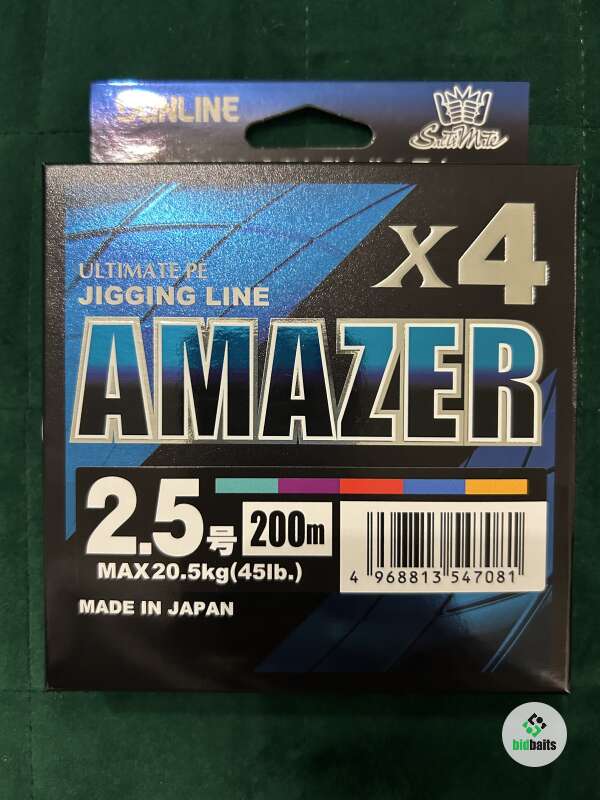 SUNLINE
SaltiMate
X4
ULTIMATE PE
JIGGING LINE
AMAZER
2.5号 200m
MAX20.5kg(45lb.)
4 968813 547081
MADE IN JAPAN
bidbaits